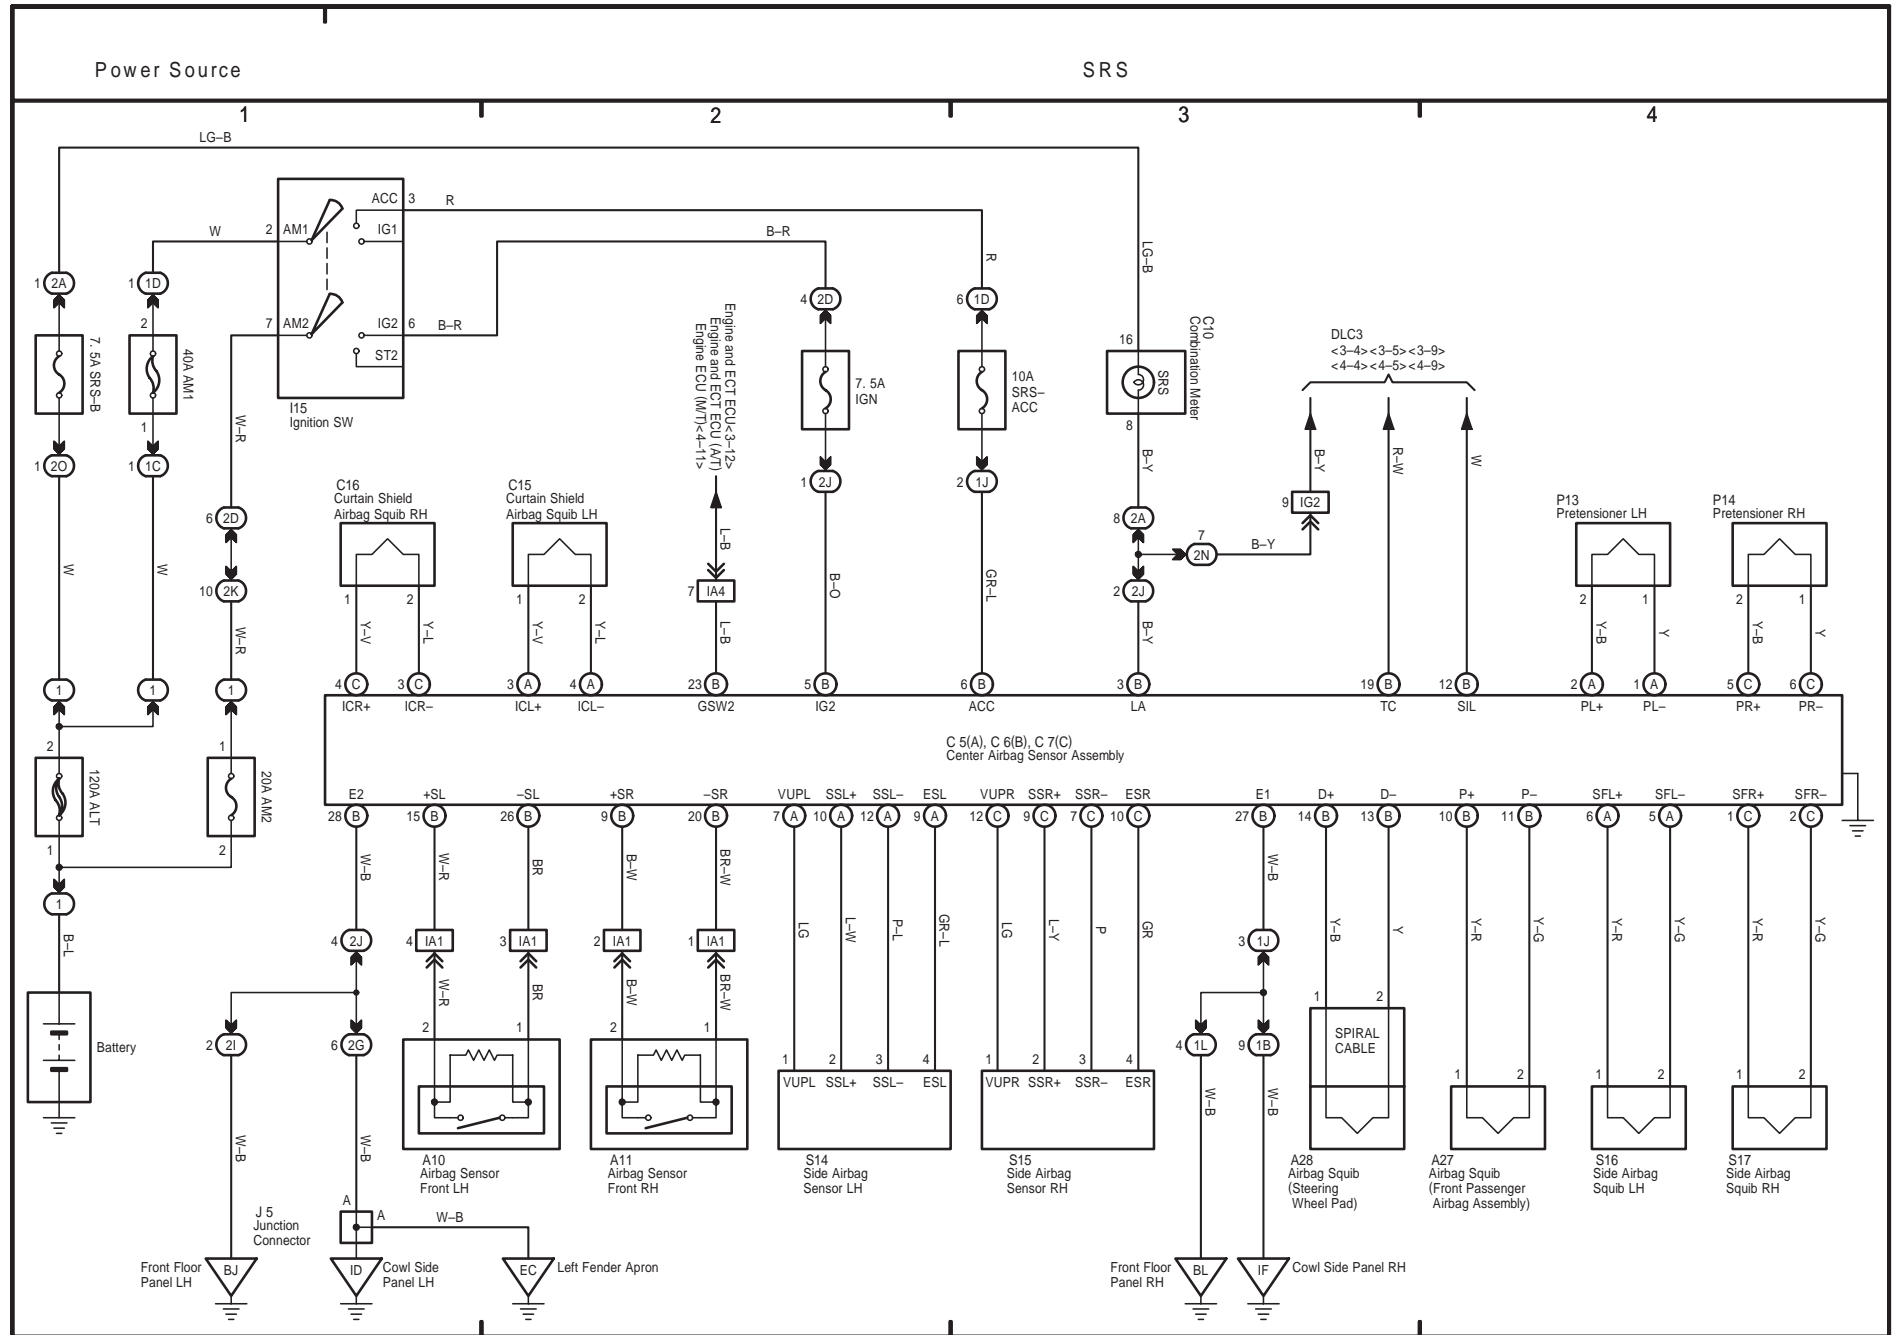 Power Source
SRS
1
2
3
4
LG–B
ACC 3 R
2 AM1 IG1
W
B–R
R
LG–B
1 2A
1 1D
4 2D
6 1D
7 AM2 IG2 6 B–R
ST2
I15
Ignition SW
7. 5A SRS–B
2
40A AM1
1
W–R
1 2O
1 1C
W
W
6 2D
10 2K
W–R
1
1
1
Engine and ECT ECU<3–12>
Engine and ECT ECU (A/T)
Engine ECU (M/T)<4–11>
L–B
7 IA4
L–B
7. 5A
IGN
1 2J
B–O
10A
SRS–
ACC
2 1J
GR–L
16
C10
Combination Meter
SRS
8
B–Y
8 2A
7
2N
B–Y
2 2J
B–Y
DLC3
<3–4><3–5><3–9>
<4–4><4–5><4–9>
B–Y
9 IG2
R–W
W
C16
Curtain Shield
Airbag Squib RH
1 2
Y–V
Y–L
C15
Curtain Shield
Airbag Squib LH
1 2
Y–V
Y–L
P13
Pretensioner LH
2 1
Y–B
Y
P14
Pretensioner RH
2 1
Y–B
Y
4 C
3 C
3 A
4 A
23 B
5 B
6 B
3 B
19 B
12 B
2 A
1 A
5 C
6 C
ICR+ ICR– ICL+ ICL– GSW2 IG2 ACC LA TC SIL PL+ PL– PR+ PR–
C 5(A), C 6(B), C 7(C)
Center Airbag Sensor Assembly
E2 +SL –SL +SR –SR VUPL SSL+ SSL– ESL VUPR SSR+ SSR– ESR E1 D+ D– P+ P– SFL+ SFL– SFR+ SFR–
28 B
15 B
26 B
9 B
20 B
7 A
10 A
12 A
9 A
12 C
9 C
7 C
10 C
27 B
14 B
13 B
10 B
11 B
6 A
5 A
1 C
2 C
2
120A ALT
1
1
20A AM2
2
1
B–L
Battery
W–B
4 2J
2 2I
6 2G
W–B
W–B
W–R
4 IA1
W–R
BR
3 IA1
BR
B–W
2 IA1
B–W
BR–W
1 IA1
BR–W
2 1
A10
Airbag Sensor
Front LH
2 1
A11
Airbag Sensor
Front RH
LG
L–W
P–L
GR–L
1 2 3 4
VUPL SSL+ SSL– ESL
S14
Side Airbag
Sensor LH
LG
L–Y
P
GR
1 2 3 4
VUPR SSR+ SSR– ESR
S15
Side Airbag
Sensor RH
W–B
3 1J
4 1L
9 1B
W–B
W–B
Y–B
Y
1 2
SPIRAL
CABLE
A28
Airbag Squib
(Steering
Wheel Pad)
Y–R
Y–G
1 2
A27
Airbag Squib
(Front Passenger
Airbag Assembly)
Y–R
Y–G
1 2
S16
Side Airbag
Squib LH
Y–R
Y–G
1 2
S17
Side Airbag
Squib RH
J 5
Junction
Connector
A
A
W–B
Front Floor
Panel LH
BJ
ID
Cowl Side
Panel LH
EC
Left Fender Apron
Front Floor
Panel RH
BL
IF
Cowl Side Panel RH